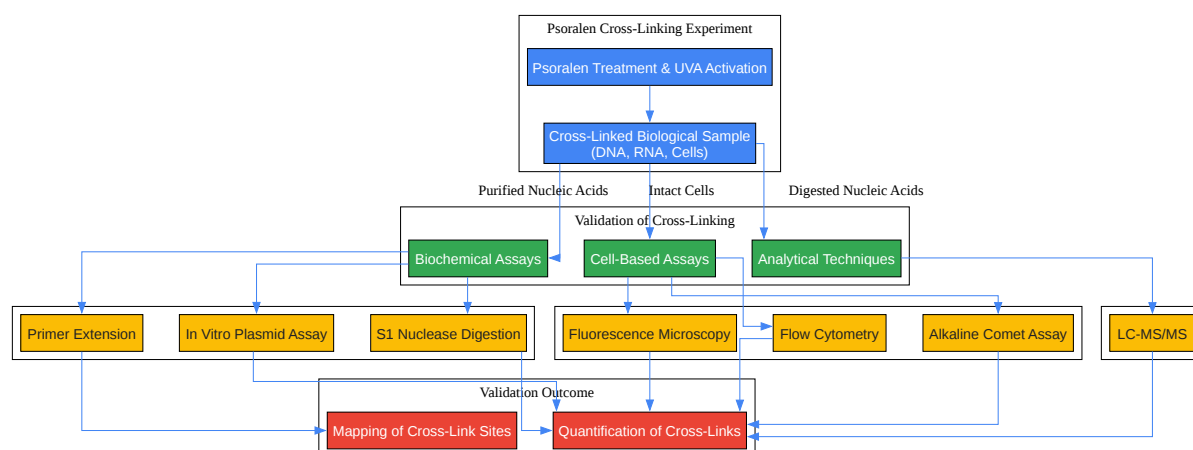 Psoralen Cross-Linking Experiment
Psoralen Treatment & UVA Activation
Cross-Linked Biological Sample
(DNA, RNA, Cells)
Purified Nucleic Acids
Intact Cells
Digested Nucleic Acids
Validation of Cross-Linking
Biochemical Assays
Cell-Based Assays
Analytical Techniques
Primer Extension
In Vitro Plasmid Assay
S1 Nuclease Digestion
Fluorescence Microscopy
Flow Cytometry
Alkaline Comet Assay
LC-MS/MS
Validation Outcome
Mapping of Cross-Link Sites
Quantification of Cross-Links